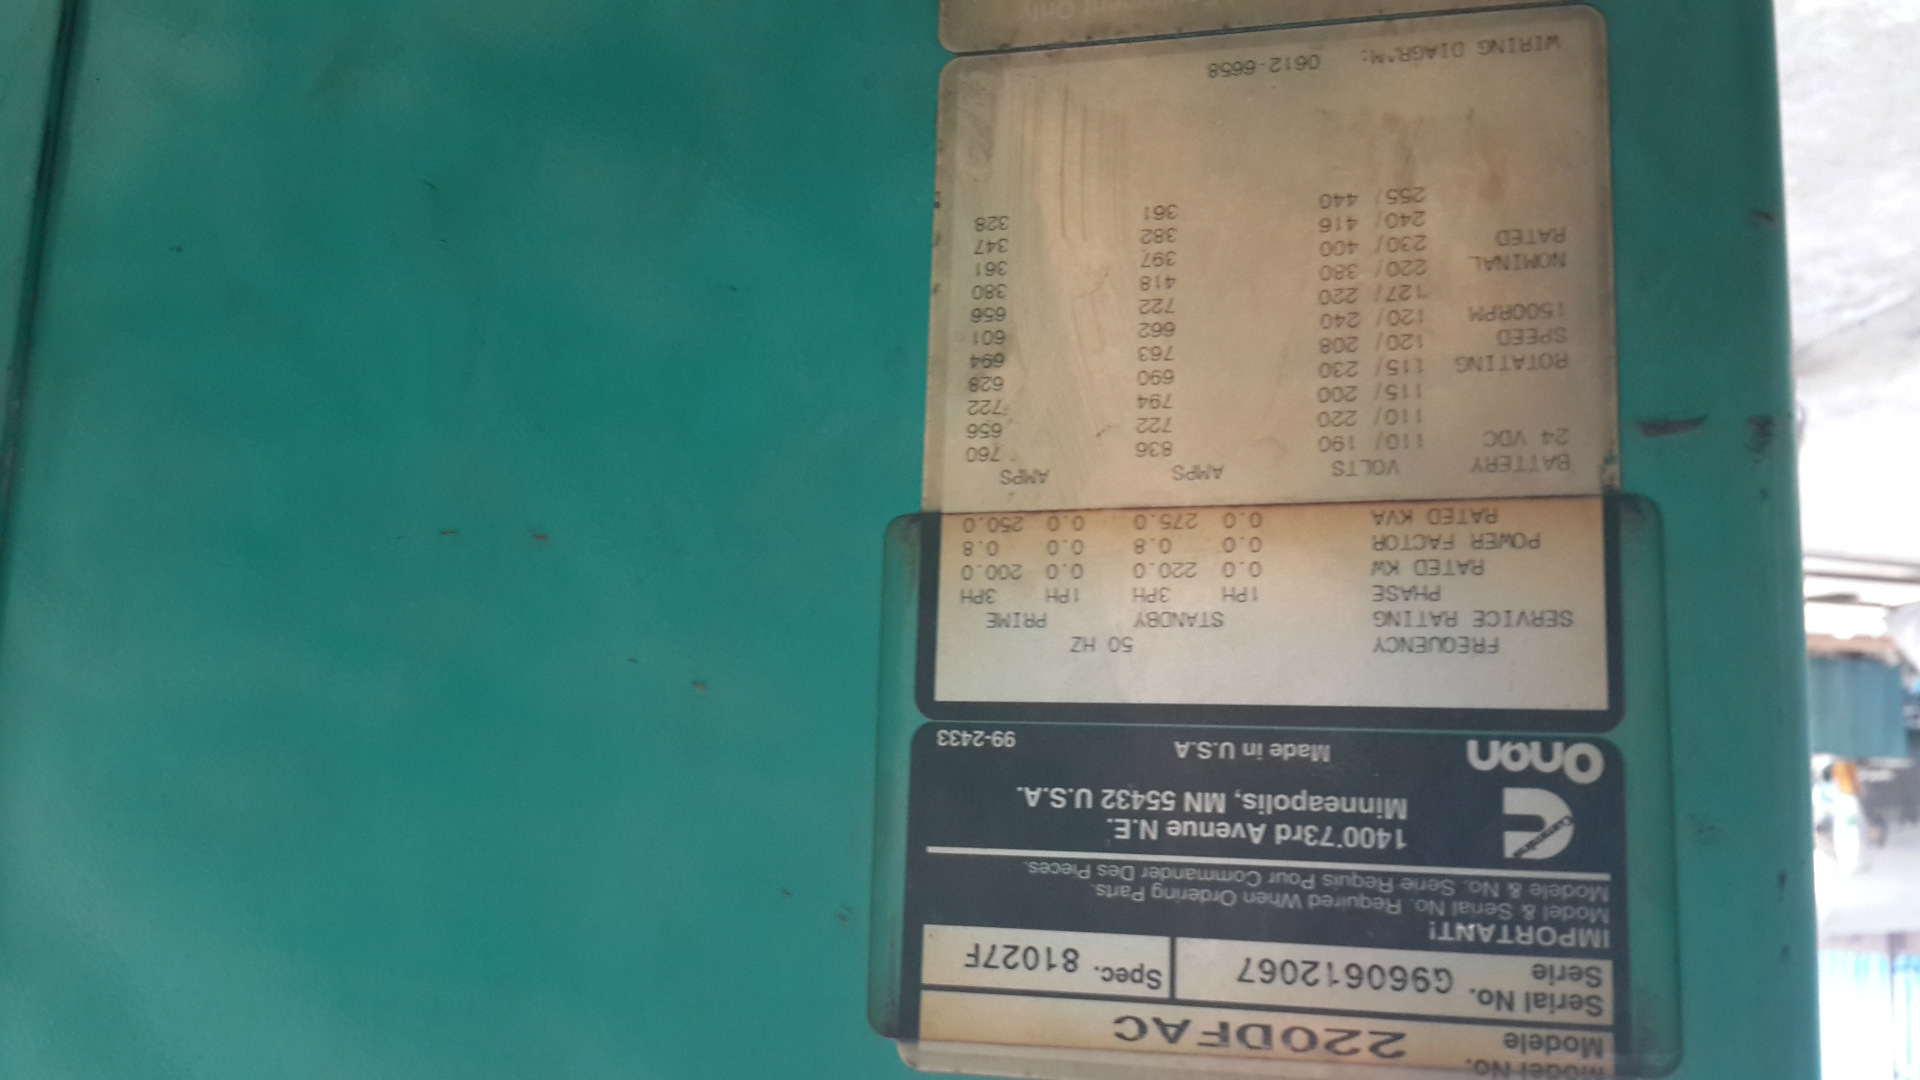 Model No.
Modele 220DFAC
Serial No.
Serie G960612067 Spec. 81027F
IMPORTANT!
Model & Serial No. Required When Ordering Parts.
Modele & No. Serie Requis Pour Commander Des Pieces.
Cummins
1400 73rd Avenue N.E.
Minneapolis, MN 55432 U.S.A.
Onan Made in U.S.A 99-2433
FREQUENCY 50 HZ
SERVICE RATING STANDBY PRIME
PHASE 1PH 3PH 1PH 3PH
RATED KW 0.0 220.0 0.0 200.0
POWER FACTOR 0.0 0.8 0.0 0.8
RATED KVA 0.0 275.0 0.0 250.0
BATTERY VOLTS AMPS AMPS
24 VDC 110/ 190 836 760
110/ 220 722 656
115/ 200 794 722
ROTATING 115/ 230 690 628
SPEED 120/ 208 763 694
1500RPM 120/ 240 662 601
127/ 220 722 656
NOMINAL 220/ 380 418 380
RATED 230/ 400 397 361
240/ 416 382 347
255/ 440 361 328
WIRING DIAGRAM: 0612-6658
Equipment Only